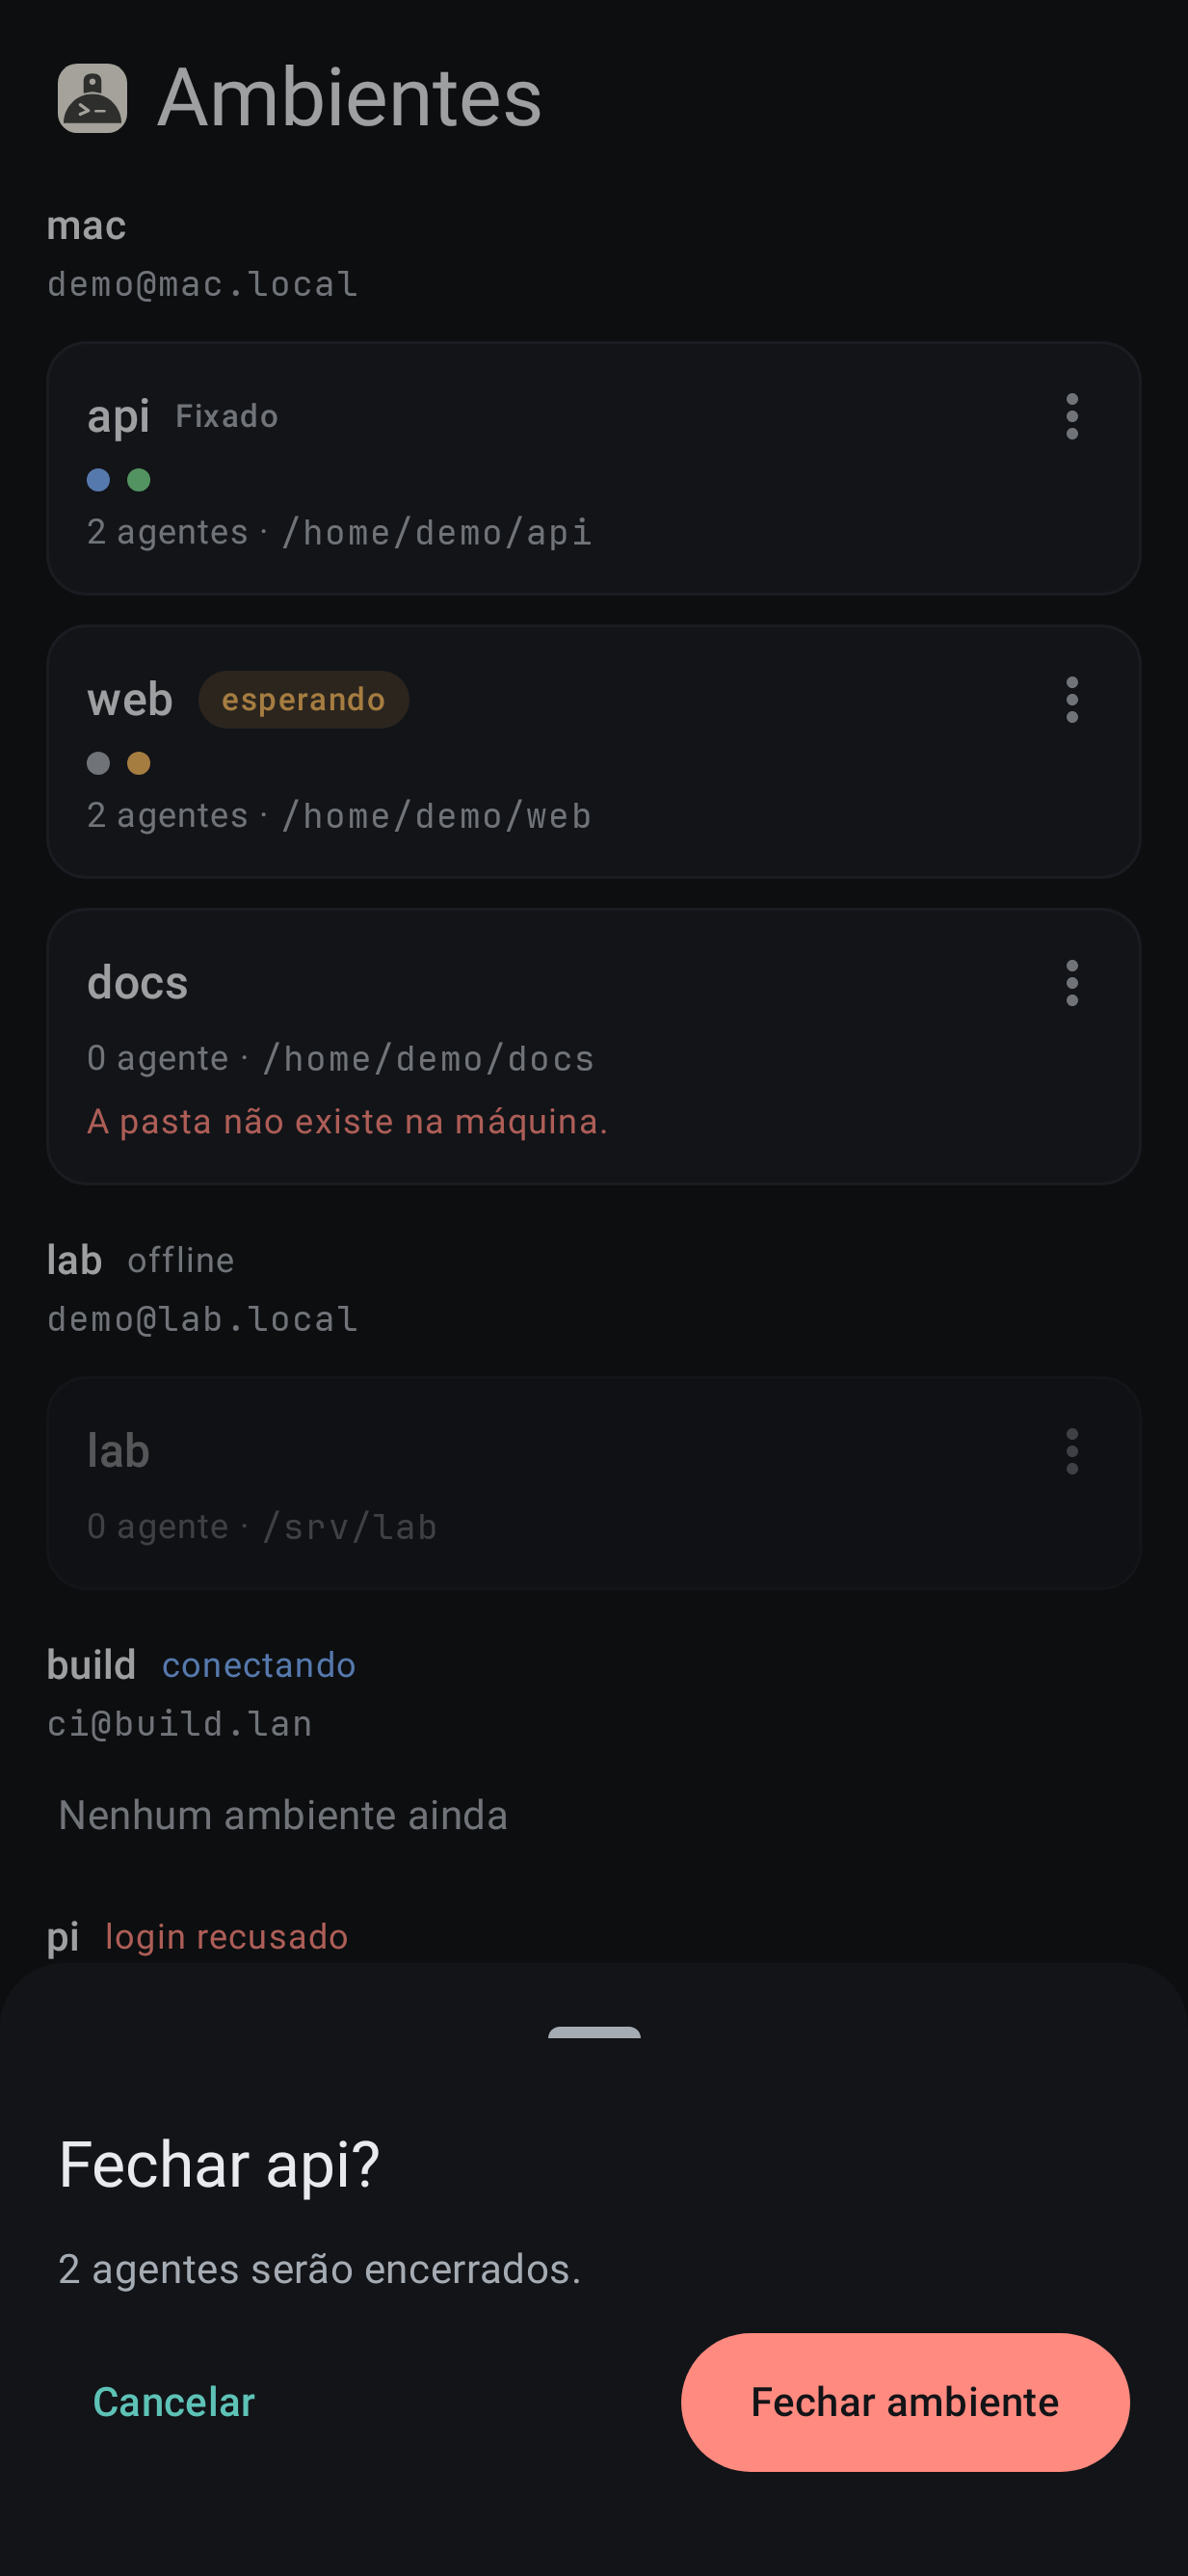 Ambientes
mac
demo@mac.local
api Fixado
2 agentes · /home/demo/api
web esperando
2 agentes · /home/demo/web
docs
0 agente · /home/demo/docs
A pasta não existe na máquina.
lab offline
demo@lab.local
lab
0 agente · /srv/lab
build conectando
ci@build.lan
Nenhum ambiente ainda
pi login recusado
Fechar api?
2 agentes serão encerrados.
Cancelar
Fechar ambiente